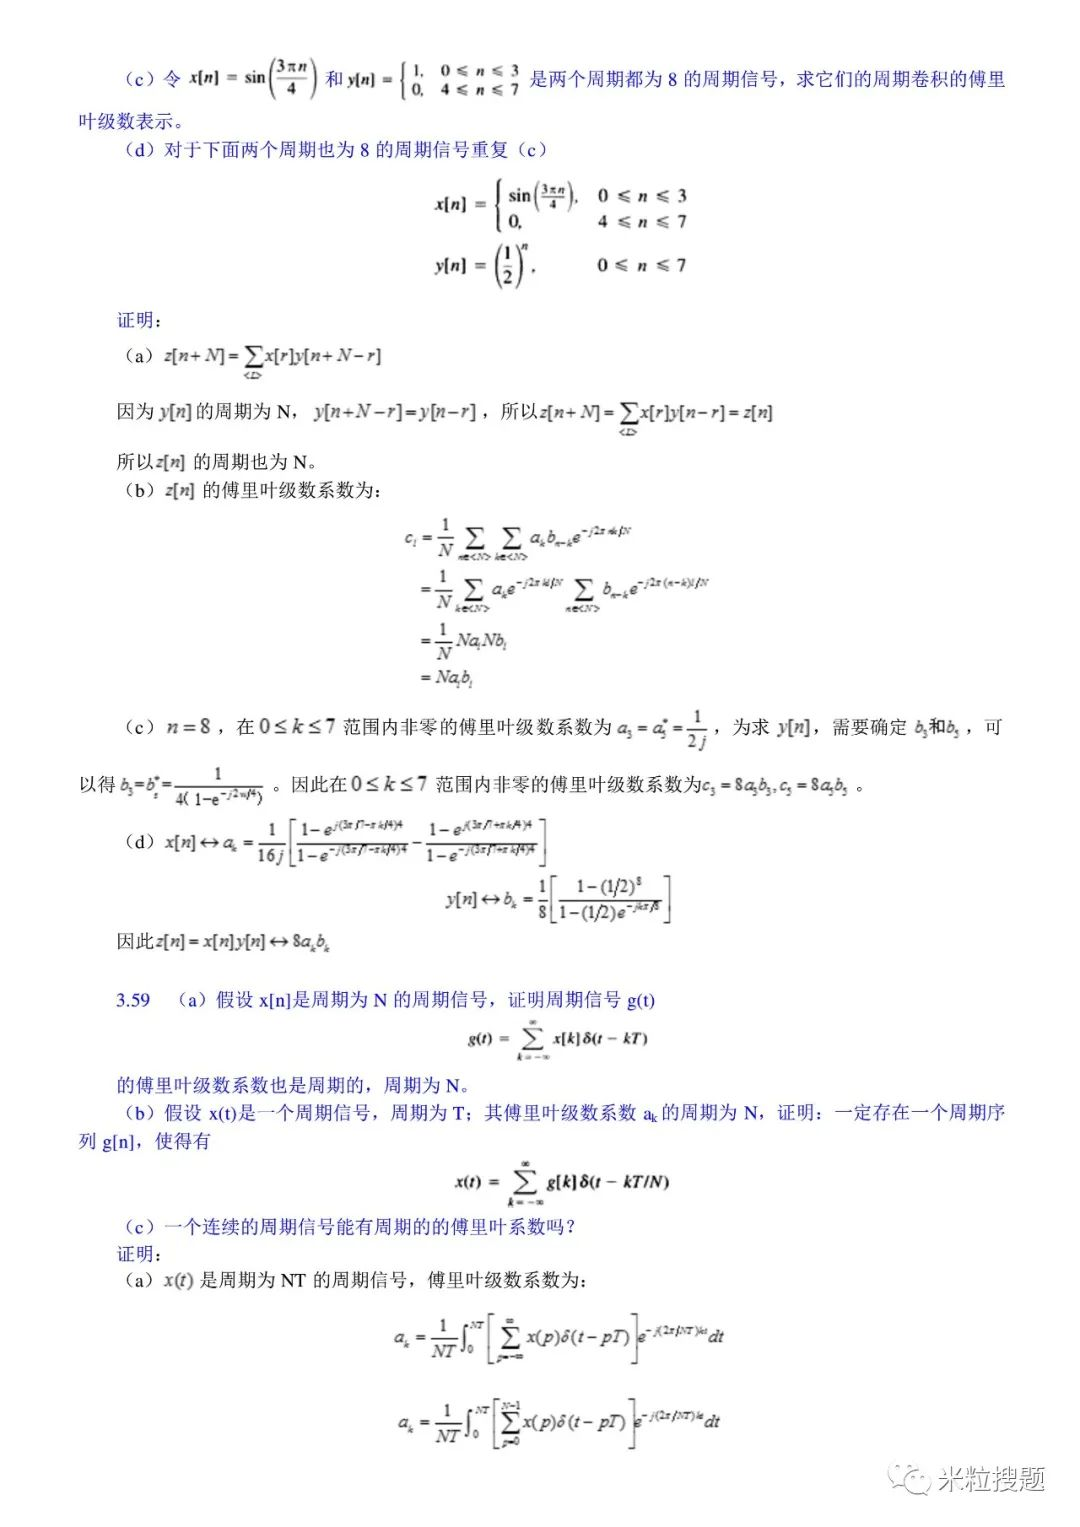 （c）令 x[n] = sin(3πn/4) 和 y[n] = { 1, 0 ≤ n ≤ 3; 0, 4 ≤ n ≤ 7 是两个周期都为 8 的周期信号，求它们的周期卷积的傅里
叶级数表示。
（d）对于下面两个周期也为 8 的周期信号重复（c）
x[n] = { sin(3πn/4), 0 ≤ n ≤ 3
0, 4 ≤ n ≤ 7
y[n] = (1/2)^n, 0 ≤ n ≤ 7
证明:
（a）z[n+N] = ∑_{<L>} x[r]y[n+N−r]
因为 y[n] 的周期为 N， y[n+N−r]=y[n−r]，所以 z[n+N] = ∑_{<L>} x[r]y[n−r] = z[n]
所以 z[n] 的周期也为 N。
（b）z[n] 的傅里叶级数系数为:
c_l = 1/N ∑_{n∈<N>} ∑_{k∈<N>} a_k b_{n−k} e^{−j2πnk/N}
= 1/N ∑_{k∈<N>} a_k e^{−j2πkl/N} ∑_{n∈<N>} b_{n−k} e^{−j2π(n−k)l/N}
= 1/N Na_l Nb_l
= Na_l b_l
（c）n = 8，在 0 ≤ k ≤ 7 范围内非零的傅里叶级数系数为 a_3 = a_5^* = 1/2j，为求 y[n]，需要确定 b_3和b_5，可
以得 b_3=b_5^*= 1/4(1−e^{−j2π/4})。因此在 0 ≤ k ≤ 7 范围内非零的傅里叶级数系数为 c_3 = 8a_3b_3, c_5 = 8a_5b_5。
（d）x[n] ↔ a_k = 1/16j [ (1−e^{j(3π/7−πk/4)4})/(1−e^{−j(3π/7−πk/4)4}) − (1−e^{j(3π/7+πk/4)4})/(1−e^{−j(3π/7+πk/4)4}) ]
y[n] ↔ b_k = 1/8 [ (1−(1/2)^8)/(1−(1/2)e^{−jkπ/8}) ]
因此 z[n] = x[n]y[n] ↔ 8a_k b_k
3.59 （a）假设 x[n]是周期为 N 的周期信号，证明周期信号 g(t)
g(t) = ∑_{k=−∞}^{∞} x[k]δ(t − kT)
的傅里叶级数系数也是周期的，周期为 N。
（b）假设 x(t)是一个周期信号，周期为 T；其傅里叶级数系数 a_k 的周期为 N，证明：一定存在一个周期序
列 g[n]，使得有
x(t) = ∑_{k=−∞}^{∞} g[k]δ(t − kT/N)
（c）一个连续的周期信号能有周期的的傅里叶系数吗？
证明:
（a）x(t) 是周期为 NT 的周期信号，傅里叶级数系数为:
a_k = 1/NT ∫_0^{NT} [ ∑_{p=−∞}^{∞} x(p)δ(t−pT) ] e^{−j(2π/NT)kt} dt
a_k = 1/NT ∫_0^{NT} [ ∑_{p=0}^{N−1} x(p)δ(t−pT) ] e^{−j(2π/NT)kt} dt
米粒搜题